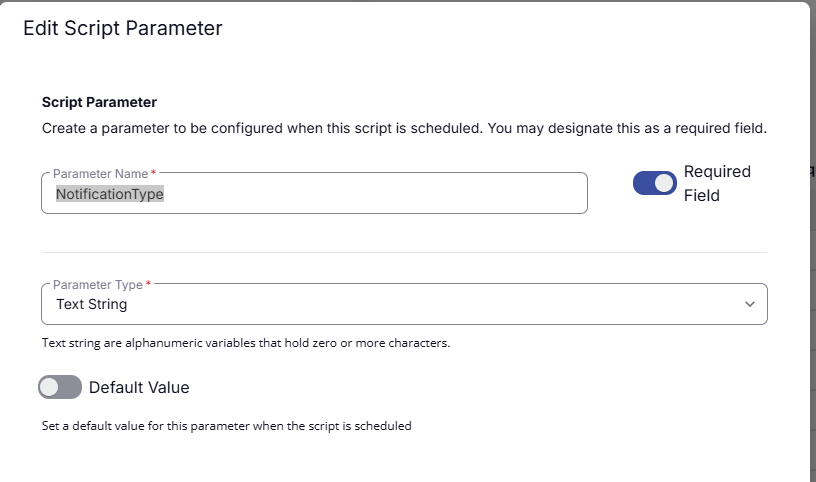 Edit Script Parameter
Script Parameter
Create a parameter to be configured when this script is scheduled. You may designate this as a required field.
Parameter Name *
NotificationType
Required
Field
Parameter Type *
Text String
Text string are alphanumeric variables that hold zero or more characters.
Default Value
Set a default value for this parameter when the script is scheduled